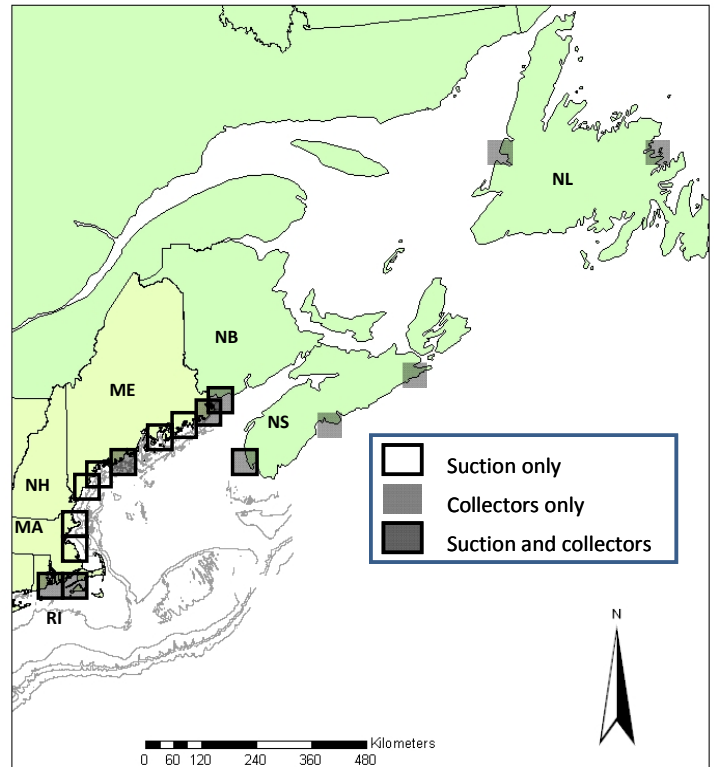 NL
NB
ME
NS
NH
MA
RI
Suction only
Collectors only
Suction and collectors
N
Kilometers
0 60 120 240 360 480